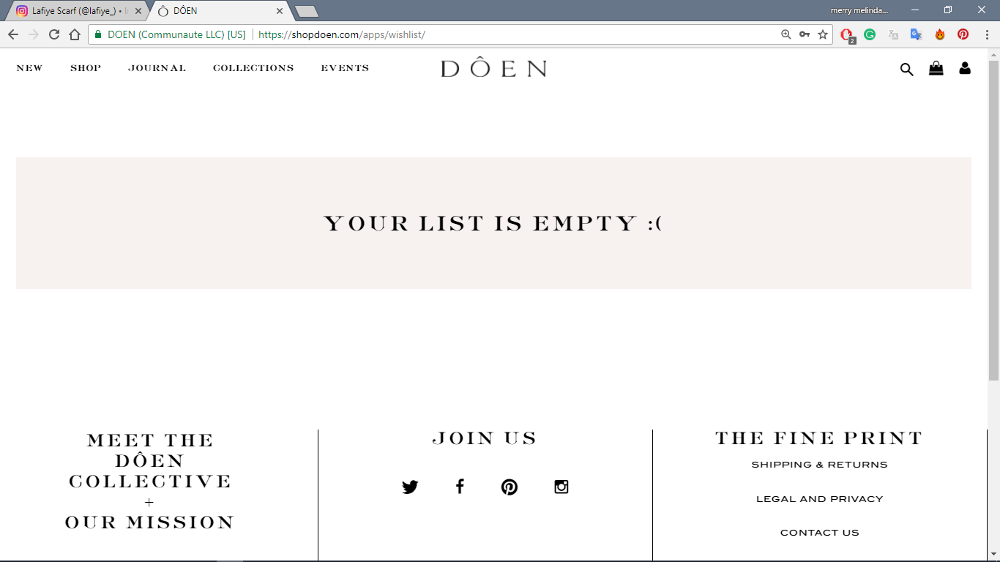 Lafiye Scarf (@lafiye_) •
DÔEN
merry melinda...
DOEN (Communaute LLC) [US]
https://shopdoen.com/apps/wishlist/
2
NEW SHOP JOURNAL COLLECTIONS EVENTS
DÔEN
YOUR LIST IS EMPTY :(
MEET THE
DÔEN
COLLECTIVE
+
OUR MISSION
JOIN US
THE FINE PRINT
SHIPPING & RETURNS
LEGAL AND PRIVACY
CONTACT US